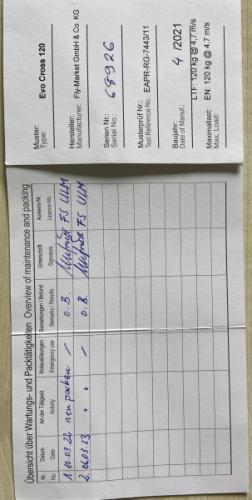 Muster: Evo Cross 120
Type:
Hersteller: Fly-Market GmbH & Co. KG
Manufacturer:
Serien Nr.: 68926
Serial No.:
Musterprüf Nr.: EAPR-RG-7443/11
Test Reference No.:
Baujahr: 4 /2021
Date of Manuf.:
LTF: 120 kg @ 4,7 m/s
Maximallast: EN: 120 kg @ 4,7 m/s
Max. Load:
Übersicht über Wartungs- und Packtätigkeiten Overview of maintenance and packing
Nr. Datum Art der Tätigkeit Notauslösungen Bemerkungen / Befund Unterschrift Ausweis-Nr.
No. Date Activity Emergency use Remarks / Results Signature Licence-No.
1 10.03.22 neu packen / o.B. FS ULM
2. 02.03.23 " " / o.B. FS ULM